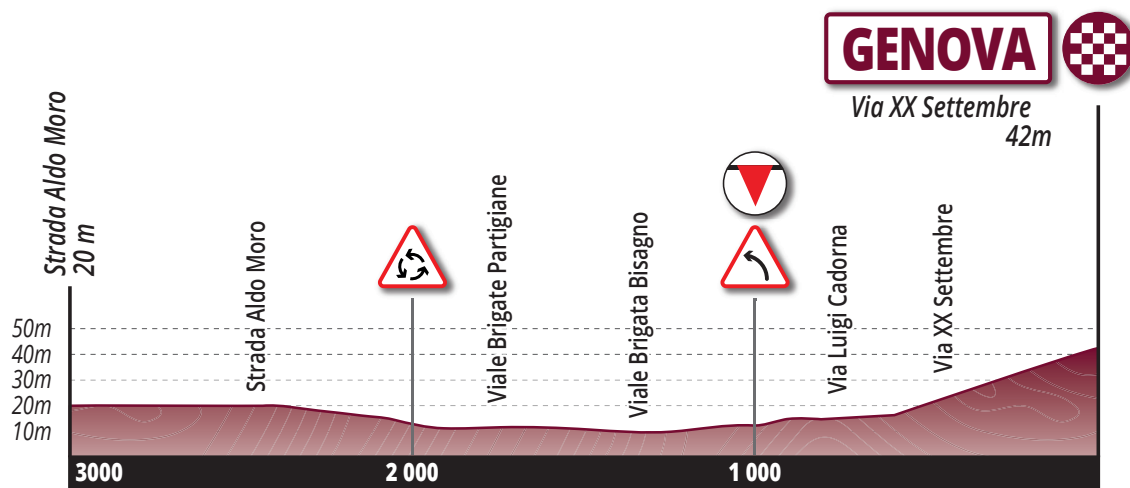 GENOVA
Via XX Settembre
42m
Strada Aldo Moro
20 m
Strada Aldo Moro
Viale Brigate Partigiane
Viale Brigata Bisagno
Via Luigi Cadorna
Via XX Settembre
50m
40m
30m
20m
10m
3000
2 000
1 000